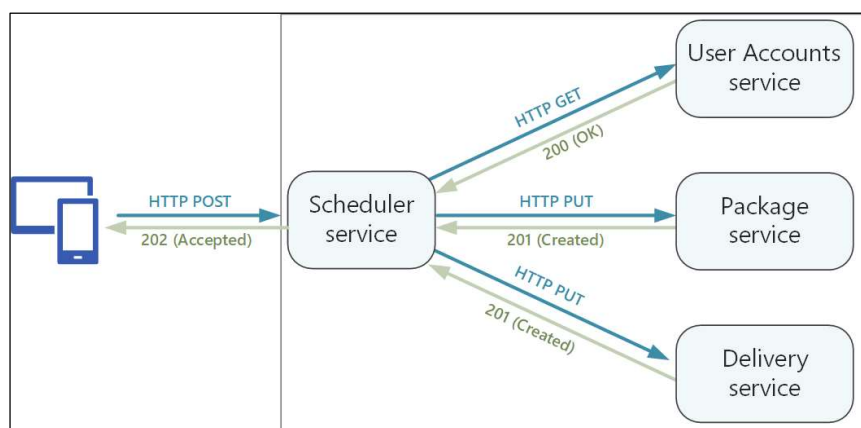 User Accounts
service
HTTP GET
200 (OK)
HTTP POST
202 (Accepted)
Scheduler
service
HTTP PUT
201 (Created)
Package
service
HTTP PUT
201 (Created)
Delivery
service